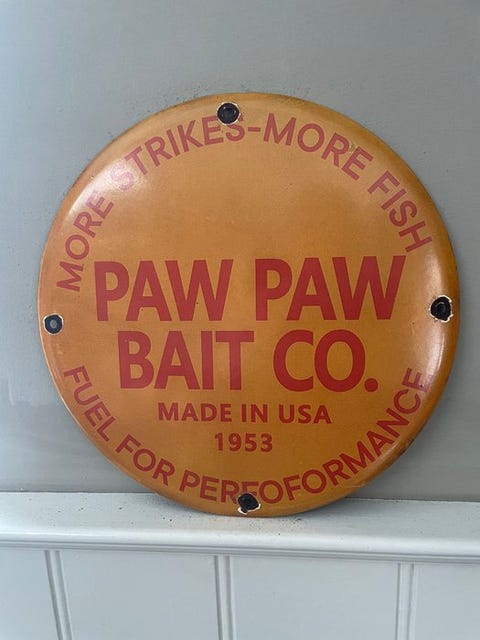 MORE STRIKES-MORE FISH
PAW PAW
BAIT CO.
MADE IN USA
1953
FUEL FOR PERFOFORMANCE